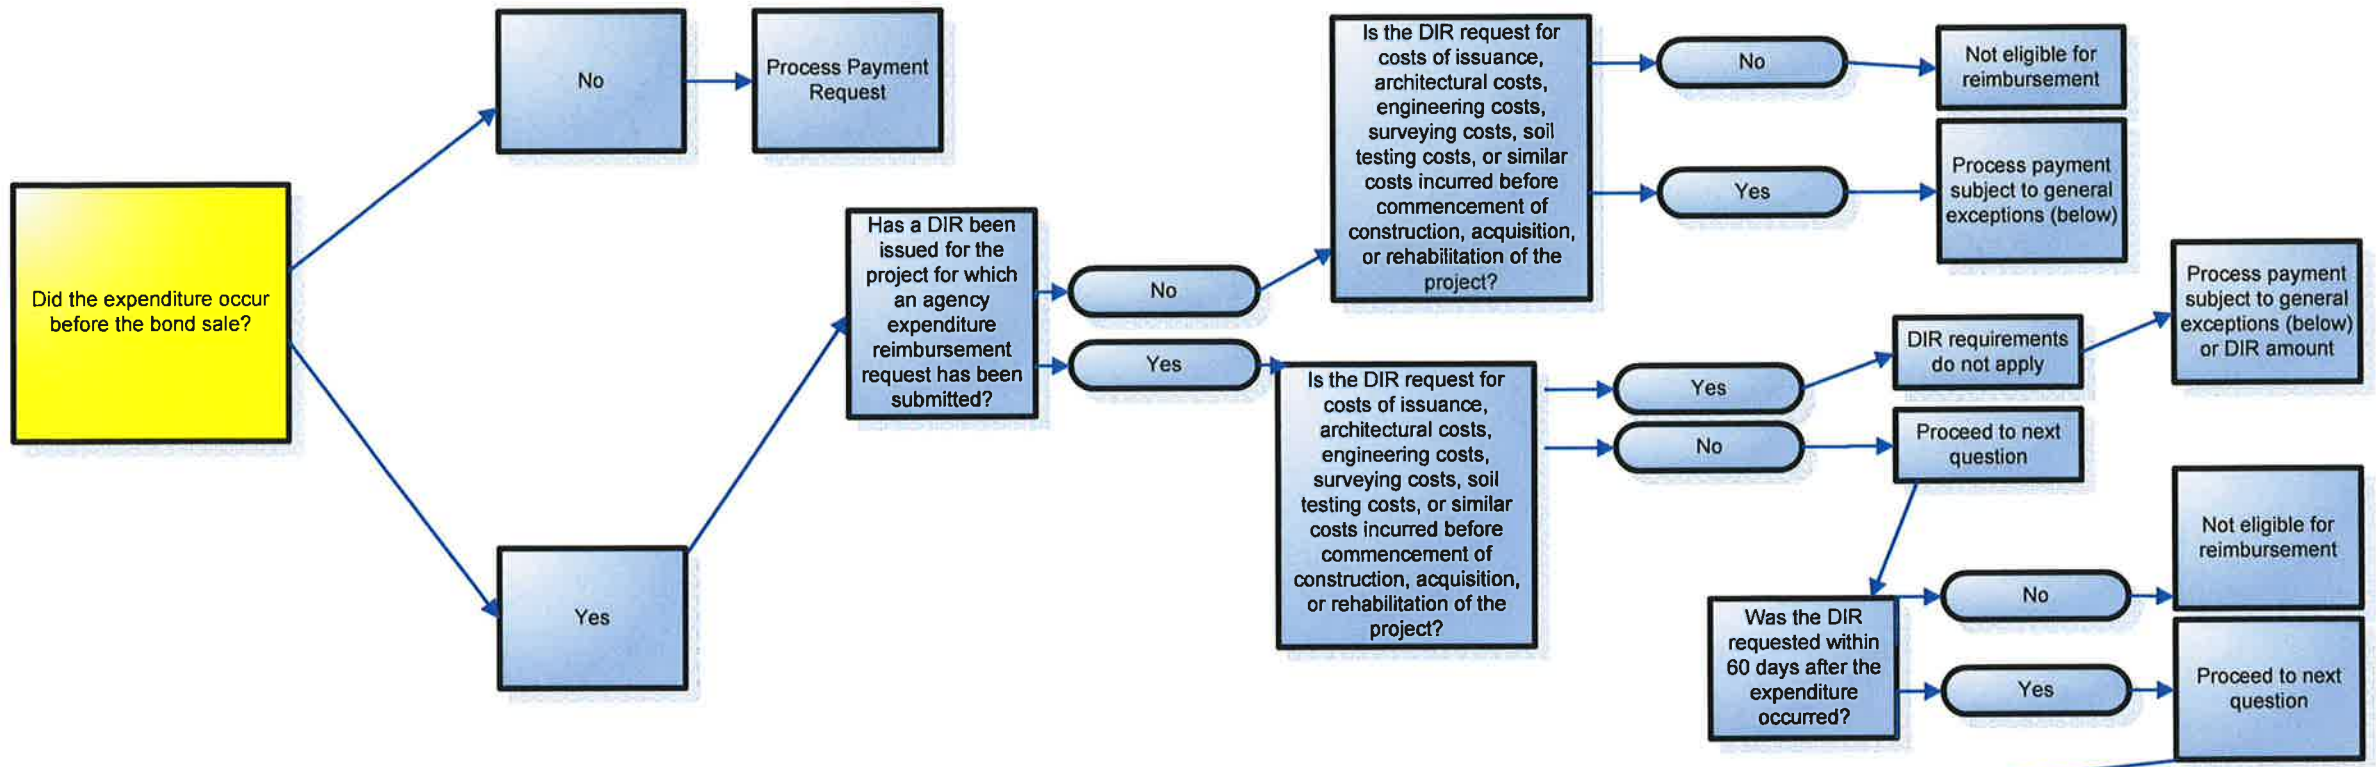 Did the expenditure occur
before the bond sale?
No
Process Payment
Request
Yes
Has a DIR been
issued for the
project for which
an agency
expenditure
reimbursement
request has been
submitted?
No
Yes
Is the DIR request for
costs of issuance,
architectural costs,
engineering costs,
surveying costs, soil
testing costs, or similar
costs incurred before
commencement of
construction, acquisition,
or rehabilitation of the
project?
No
Not eligible for
reimbursement
Yes
Process payment
subject to general
exceptions (below)
Is the DIR request for
costs of issuance,
architectural costs,
engineering costs,
surveying costs, soil
testing costs, or similar
costs incurred before
commencement of
construction, acquisition,
or rehabilitation of the
project?
Yes
DIR requirements
do not apply
Process payment
subject to general
exceptions (below)
or DIR amount
No
Proceed to next
question
Was the DIR
requested within
60 days after the
expenditure
occurred?
No
Not eligible for
reimbursement
Yes
Proceed to next
question